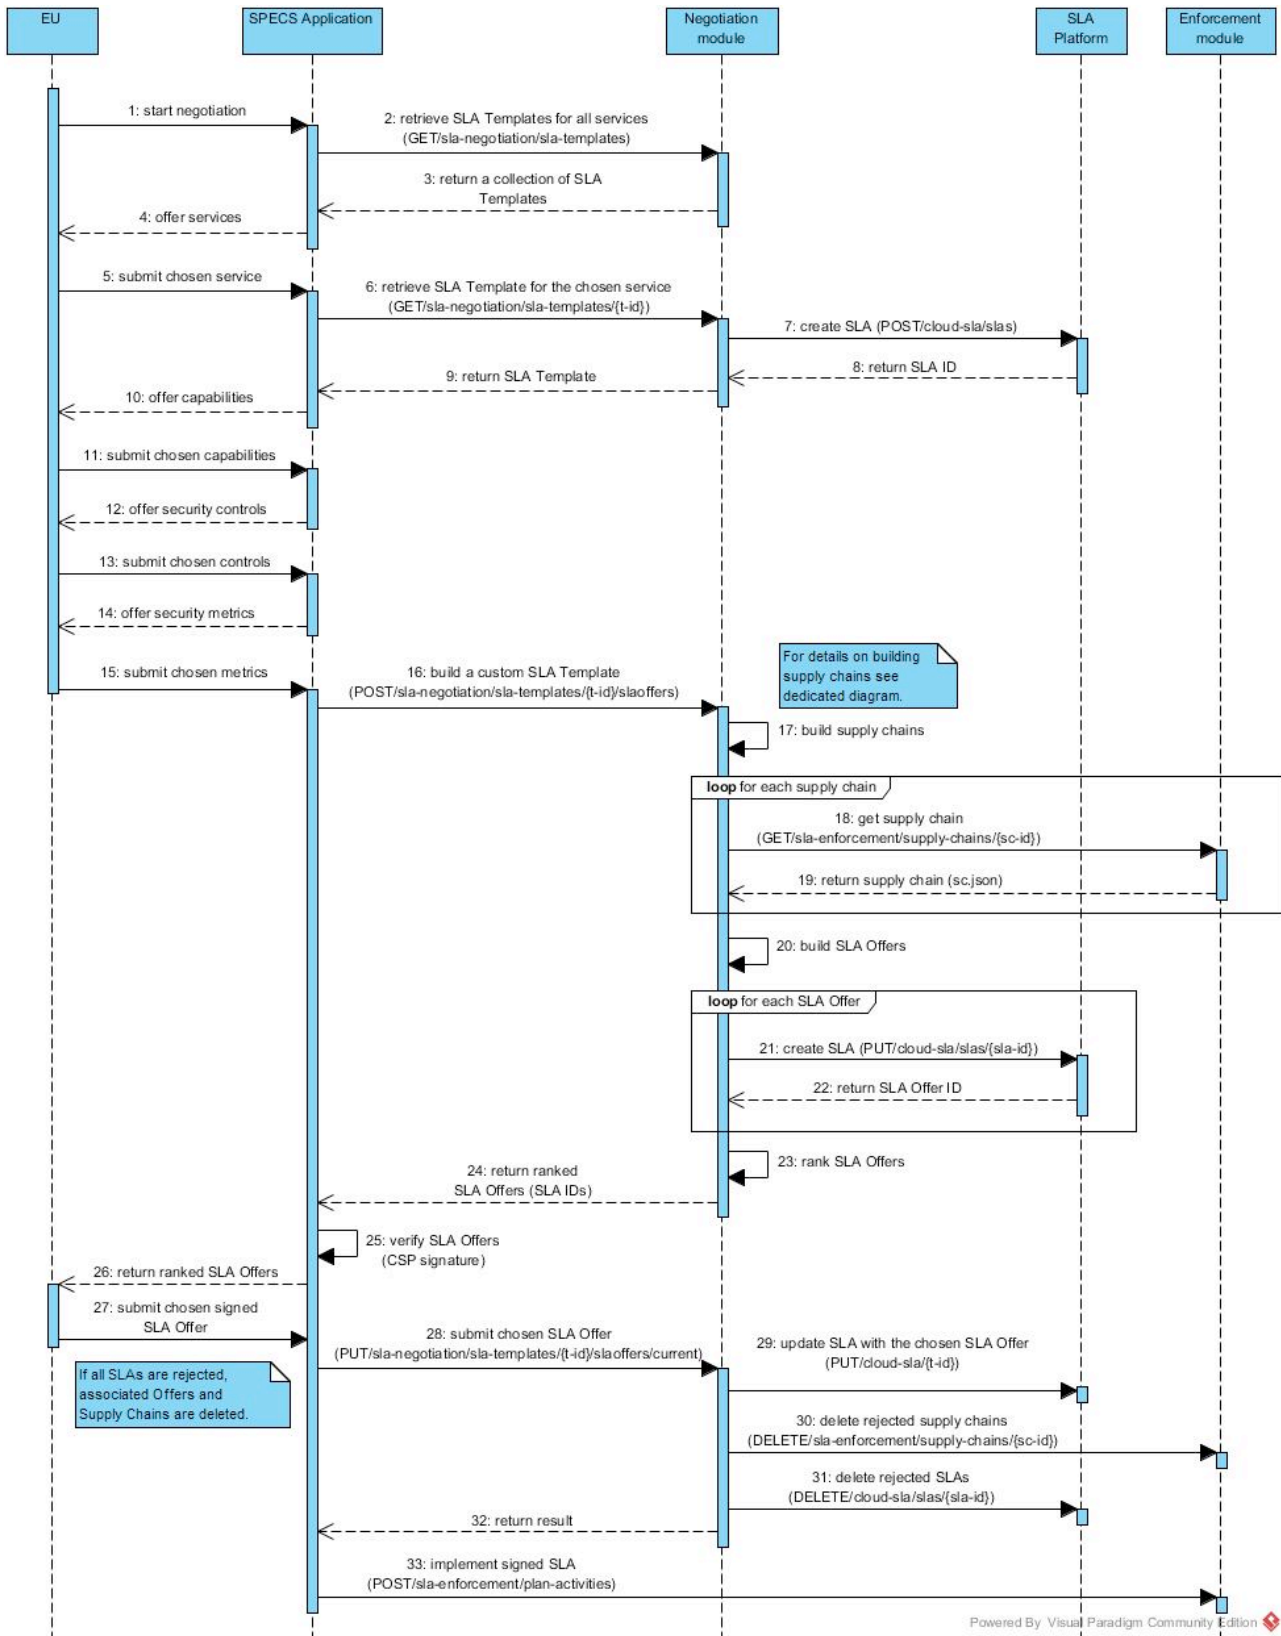 EU
SPECS Application
Negotiation
module
SLA
Platform
Enforcement
module
1: start negotiation
2: retrieve SLA Templates for all services
(GET/sla-negotiation/sla-templates)
3: return a collection of SLA
Templates
4: offer services
5: submit chosen service
6: retrieve SLA Template for the chosen service
(GET/sla-negotiation/sla-templates/{t-id})
7: create SLA (POST/cloud-sla/slas)
8: return SLA ID
9: return SLA Template
10: offer capabilities
11: submit chosen capabilities
12: offer security controls
13: submit chosen controls
14: offer security metrics
15: submit chosen metrics
16: build a custom SLA Template
(POST/sla-negotiation/sla-templates/{t-id}/slaoffers)
For details on building
supply chains see
dedicated diagram.
17: build supply chains
loop for each supply chain
18: get supply chain
(GET/sla-enforcement/supply-chains/{sc-id})
19: return supply chain (sc.json)
20: build SLA Offers
loop for each SLA Offer
21: create SLA (PUT/cloud-sla/slas/{sla-id})
22: return SLA Offer ID
23: rank SLA Offers
24: return ranked
SLA Offers (SLA IDs)
25: verify SLA Offers
(CSP signature)
26: return ranked SLA Offers
27: submit chosen signed
SLA Offer
28: submit chosen SLA Offer
(PUT/sla-negotiation/sla-templates/{t-id}/slaoffers/current)
29: update SLA with the chosen SLA Offer
(PUT/cloud-sla/{t-id})
If all SLAs are rejected,
associated Offers and
Supply Chains are deleted.
30: delete rejected supply chains
(DELETE/sla-enforcement/supply-chains/{sc-id})
31: delete rejected SLAs
(DELETE/cloud-sla/slas/{sla-id})
32: return result
33: implement signed SLA
(POST/sla-enforcement/plan-activities)
Powered By Visual Paradigm Community Edition